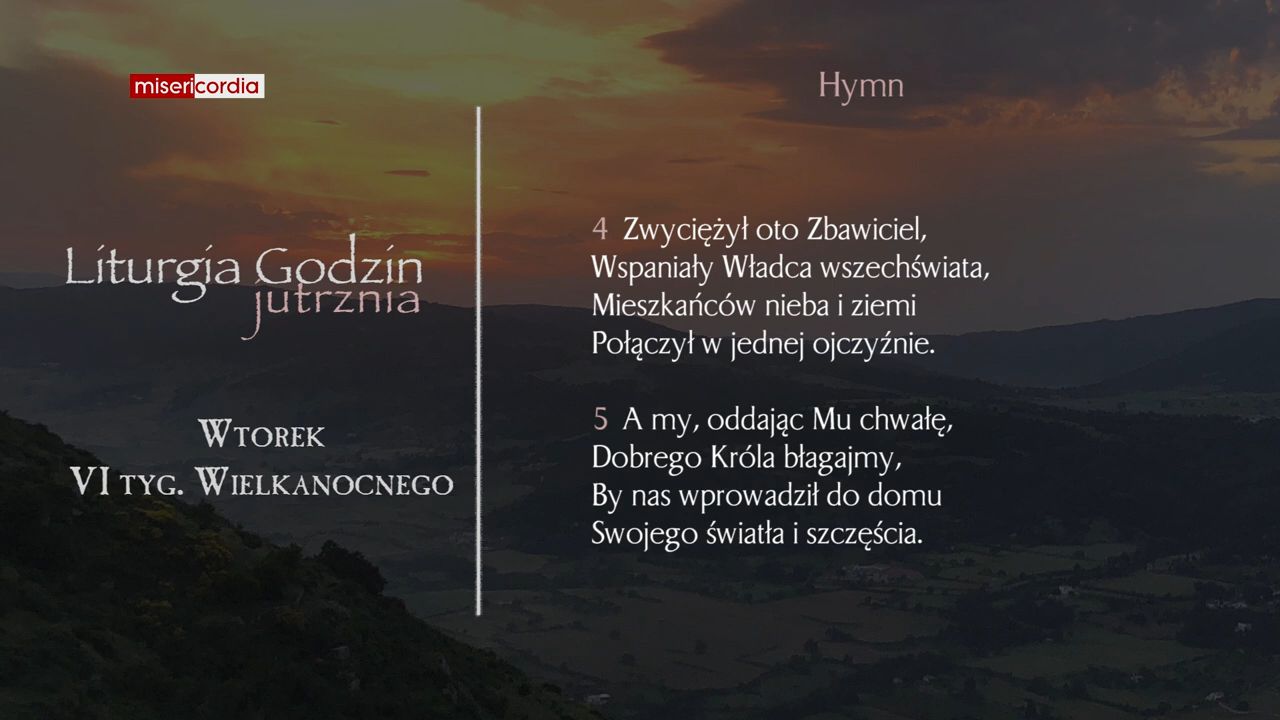 misericordia
Liturgia Godzin
jutrznia
Wtorek
VI tyg. Wielkanocnego
Hymn
4 Zwyciężył oto Zbawiciel,
Wspaniały Władca wszechświata,
Mieszkańców nieba i ziemi
Połączył w jednej ojczyźnie.
5 A my, oddając Mu chwałę,
Dobrego Króla błagajmy,
By nas wprowadził do domu
Swojego światła i szczęścia.